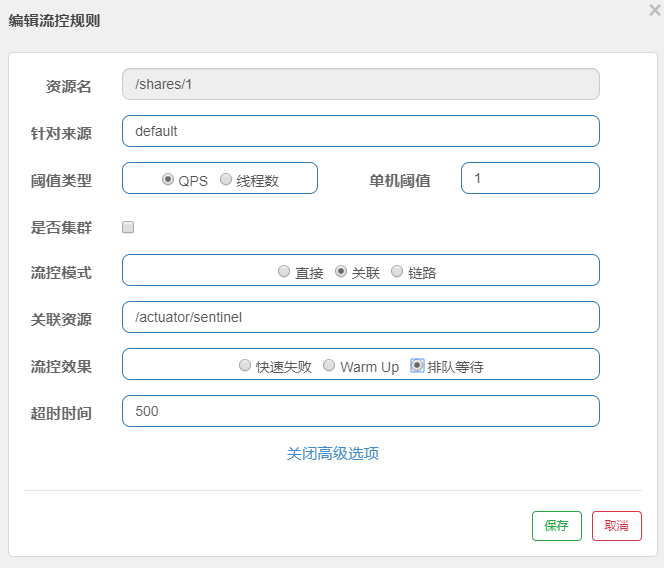 编辑流控规则
×
资源名 /shares/1
针对来源 default
阈值类型 QPS 线程数 单机阈值 1
是否集群
流控模式 直接 关联 链路
关联资源 /actuator/sentinel
流控效果 快速失败 Warm Up 排队等待
超时时间 500
关闭高级选项
保存 取消